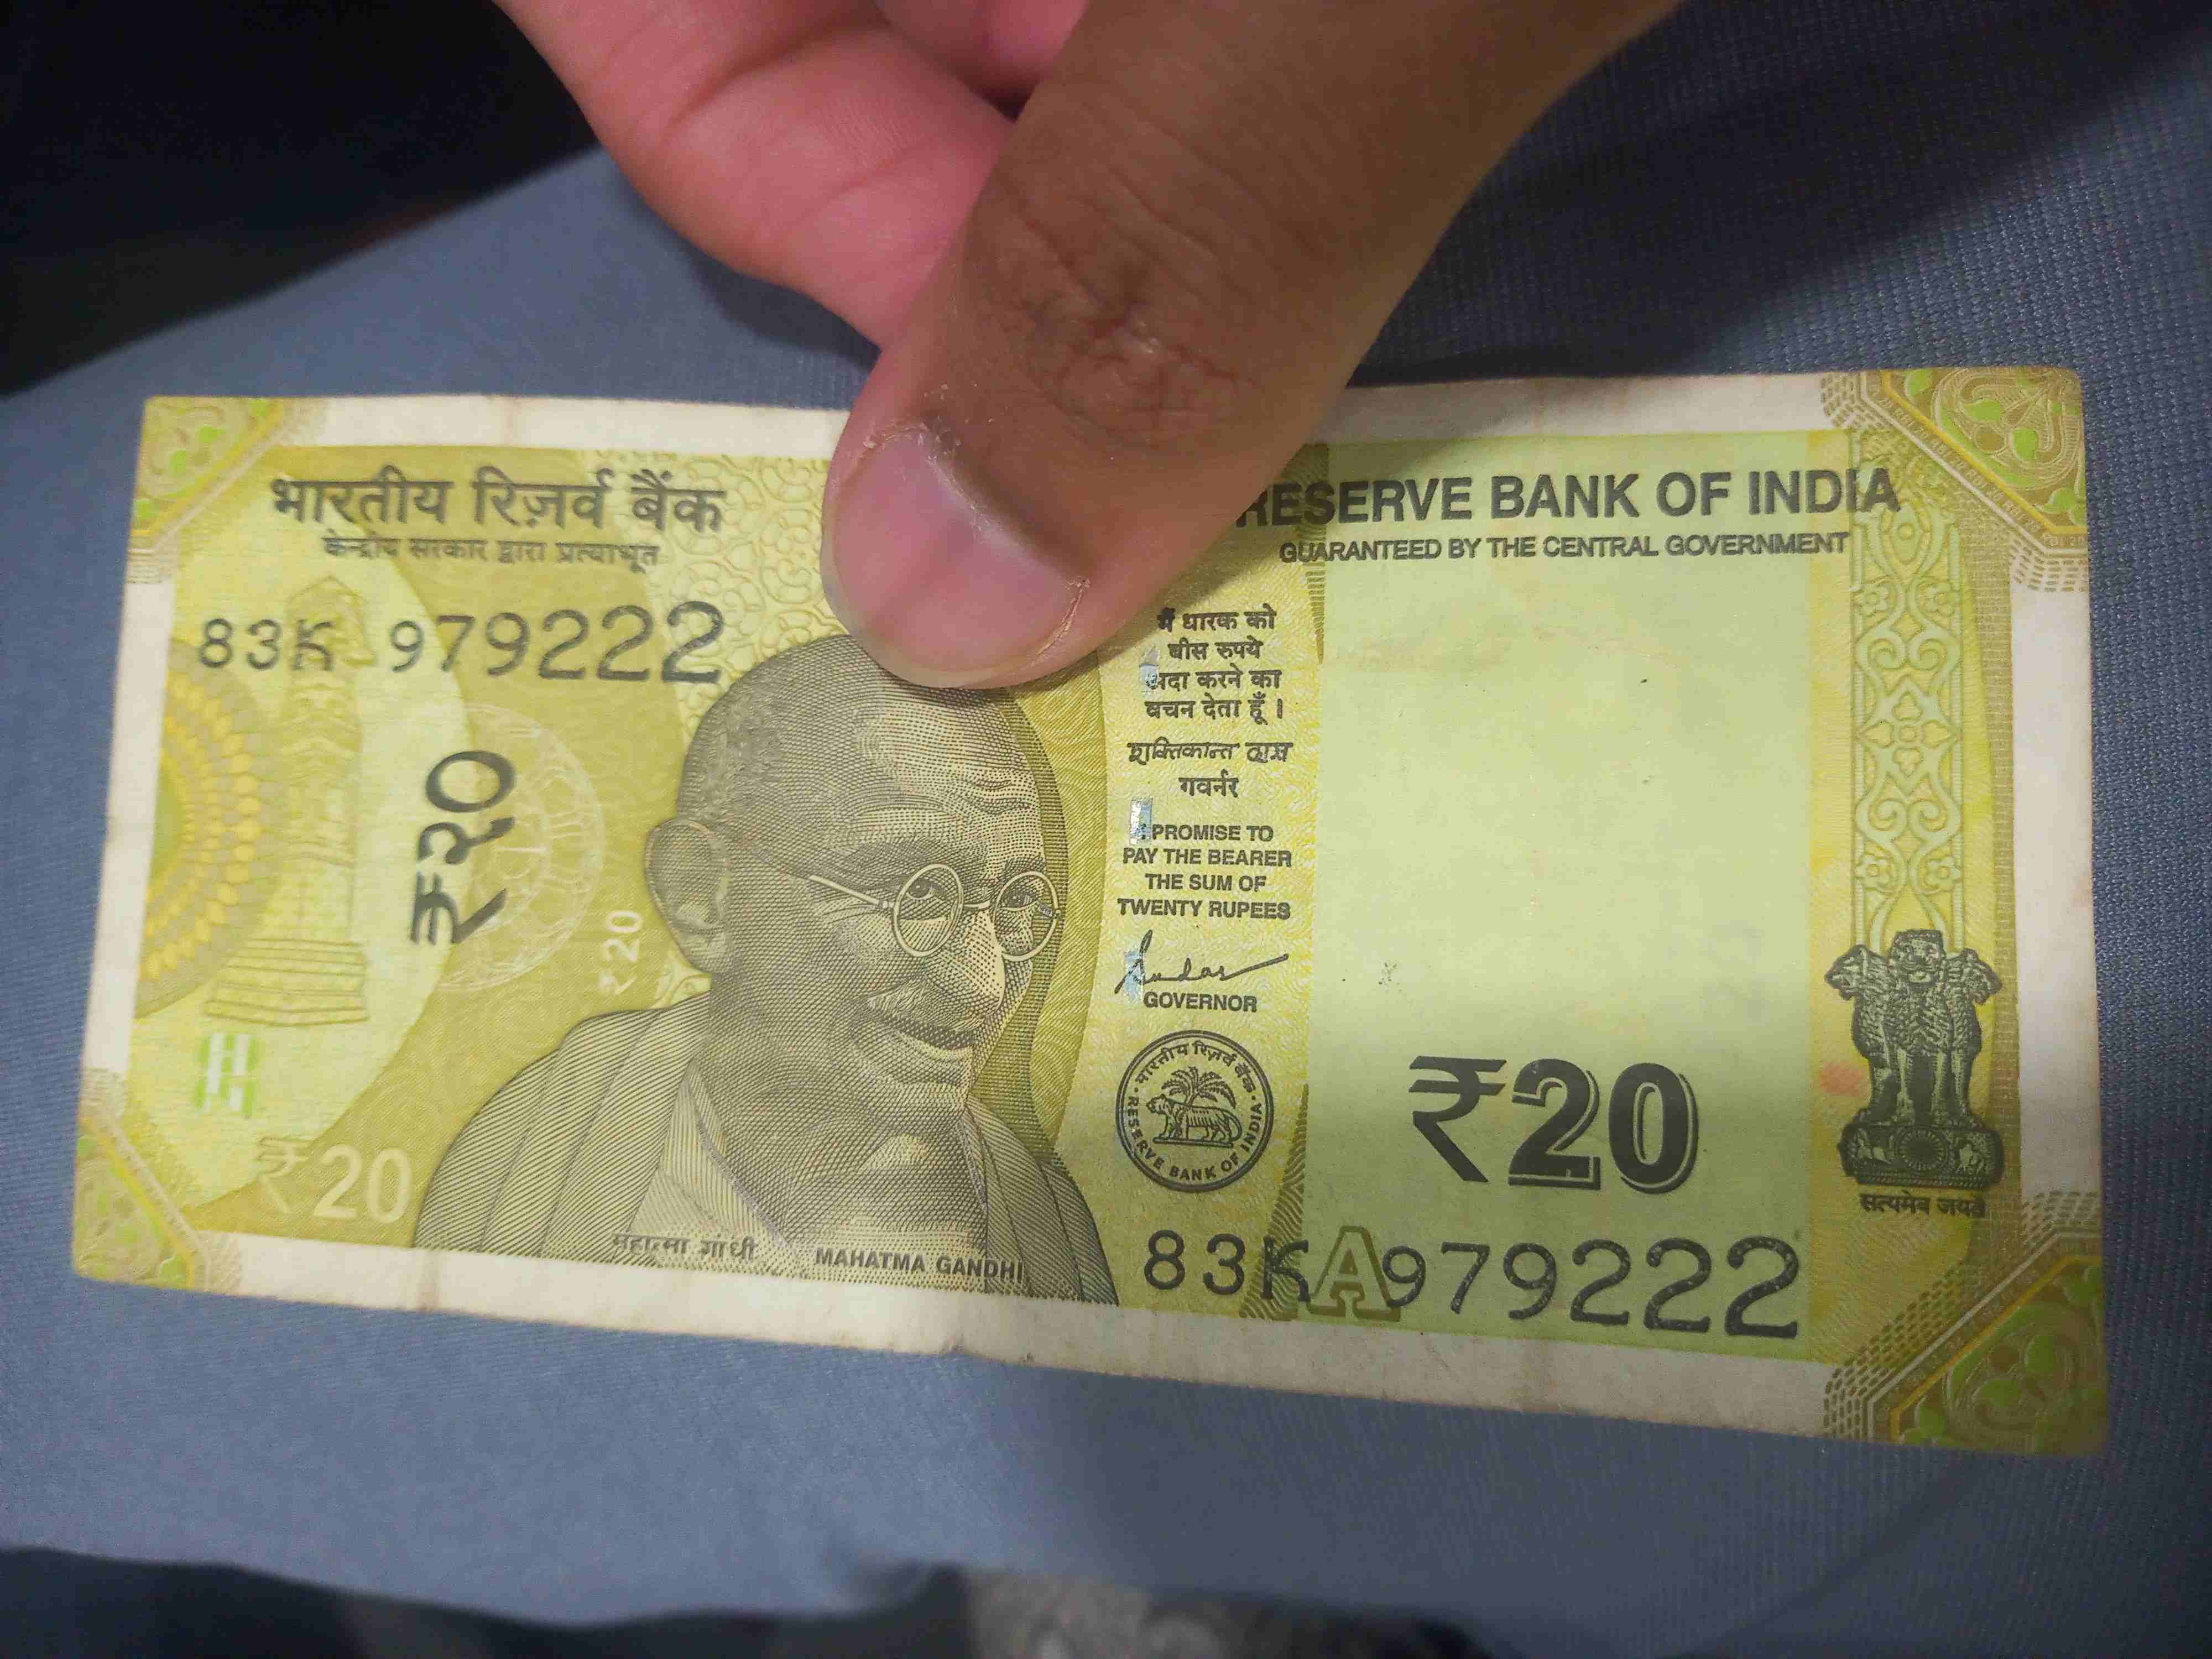 भारतीय रिज़र्व बैंक
केन्द्रीय सरकार द्वारा प्रत्याभूत
83K 979222
₹२०
₹20
₹20
महात्मा गांधी MAHATMA GANDHI
RESERVE BANK OF INDIA
GUARANTEED BY THE CENTRAL GOVERNMENT
मैं धारक को
बीस रुपये
अदा करने का
वचन देता हूँ ।
शक्तिकान्त दास
गवर्नर
I PROMISE TO
PAY THE BEARER
THE SUM OF
TWENTY RUPEES
GOVERNOR
भारतीय रिज़र्व बैंक
RESERVE BANK OF INDIA
₹20
सत्यमेव जयते
83KA979222